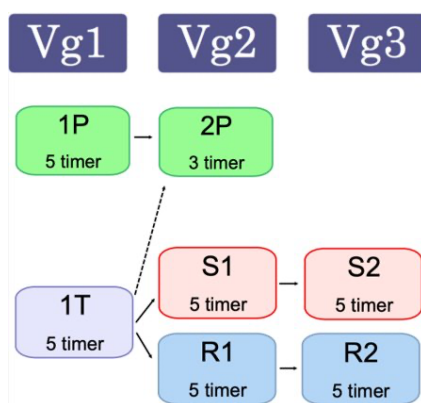 Vg1 Vg2 Vg3
1P
5 timer
2P
3 timer
1T
5 timer
S1
5 timer
S2
5 timer
R1
5 timer
R2
5 timer